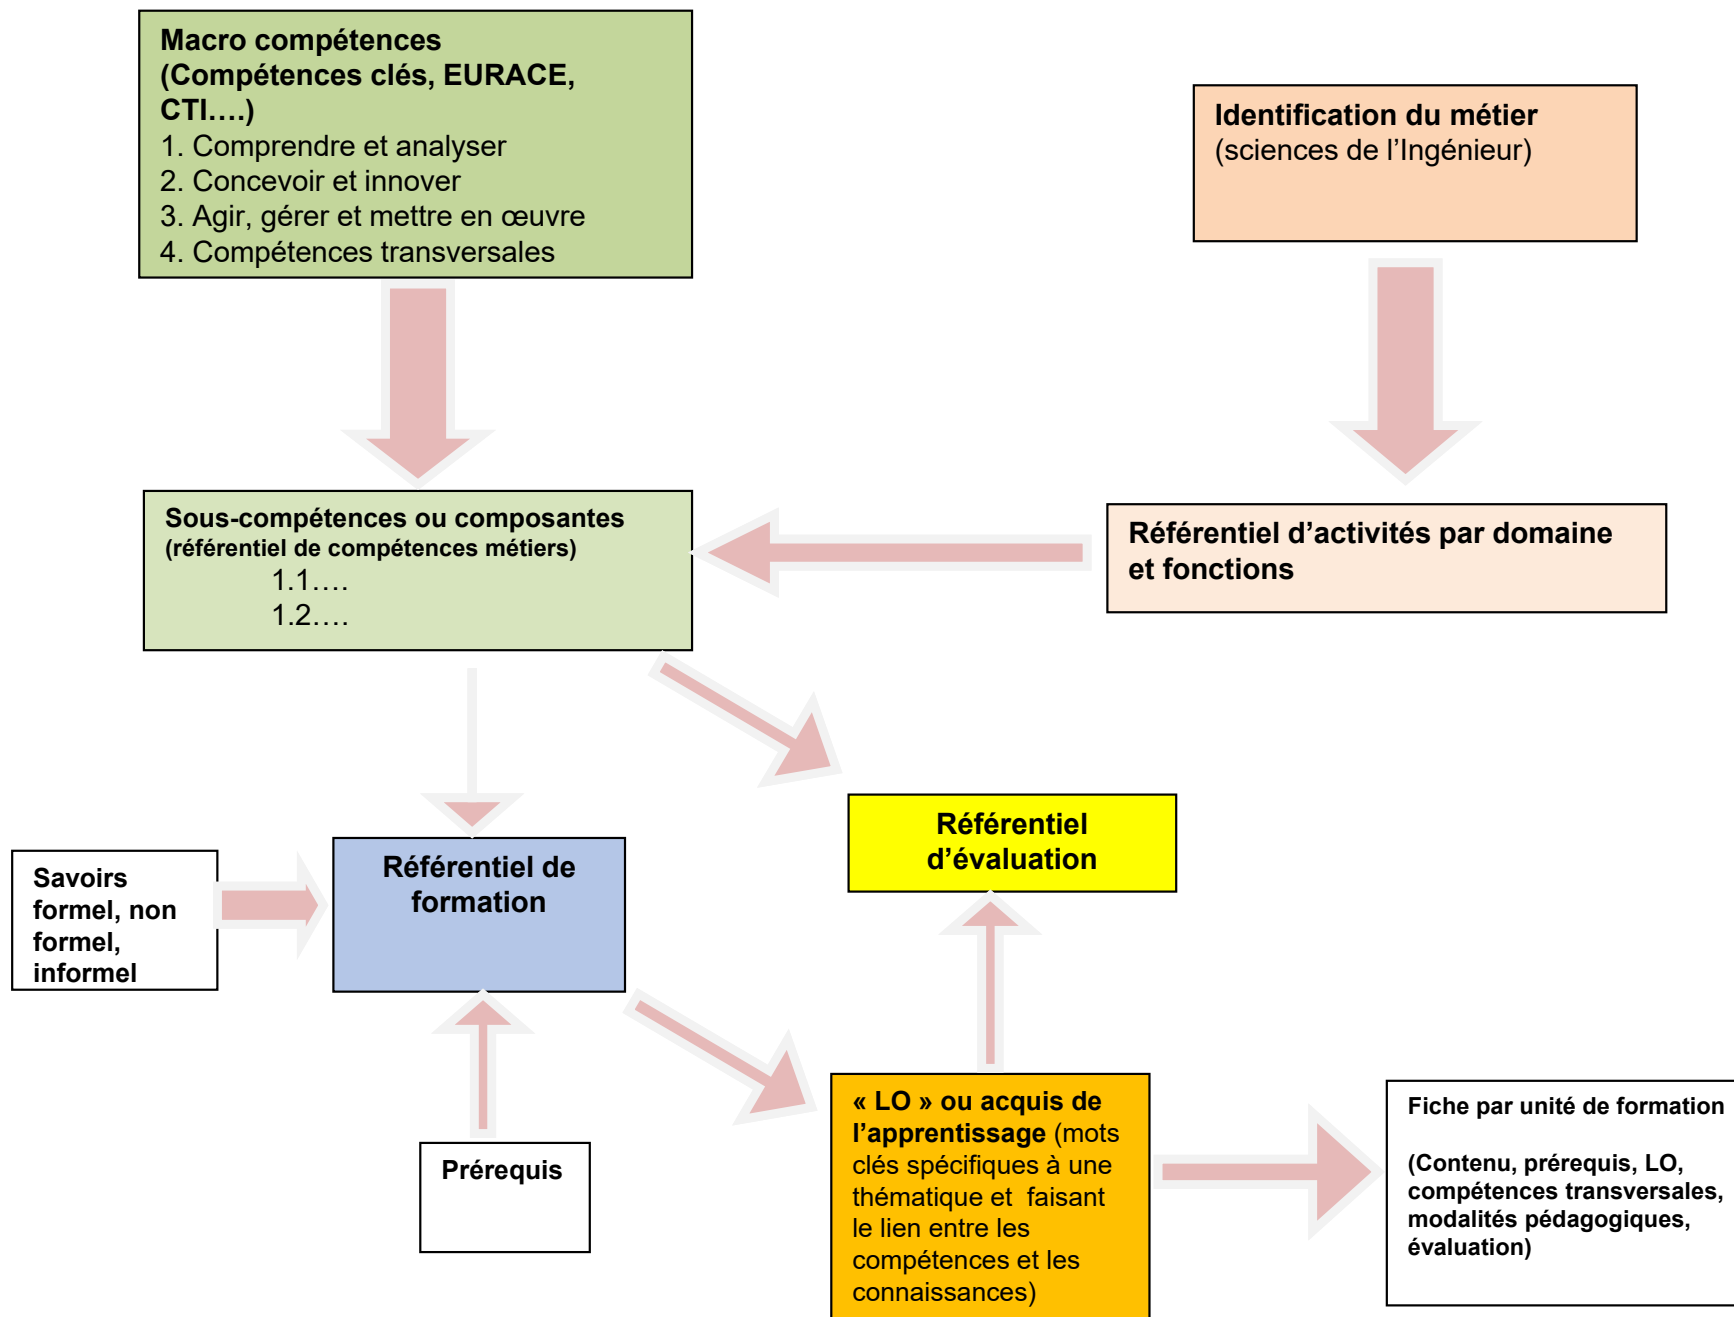 Macro compétences
(Compétences clés, EURACE,
CTI….)
1. Comprendre et analyser
2. Concevoir et innover
3. Agir, gérer et mettre en œuvre
4. Compétences transversales
Identification du métier
(sciences de l’Ingénieur)
Sous-compétences ou composantes
(référentiel de compétences métiers)
1.1….
1.2….
Référentiel d’activités par domaine
et fonctions
Référentiel
d’évaluation
Savoirs
formel, non
formel,
informel
Référentiel de
formation
Prérequis
« LO » ou acquis de
l’apprentissage (mots
clés spécifiques à une
thématique et faisant
le lien entre les
compétences et les
connaissances)
Fiche par unité de formation
(Contenu, prérequis, LO,
compétences transversales,
modalités pédagogiques,
évaluation)